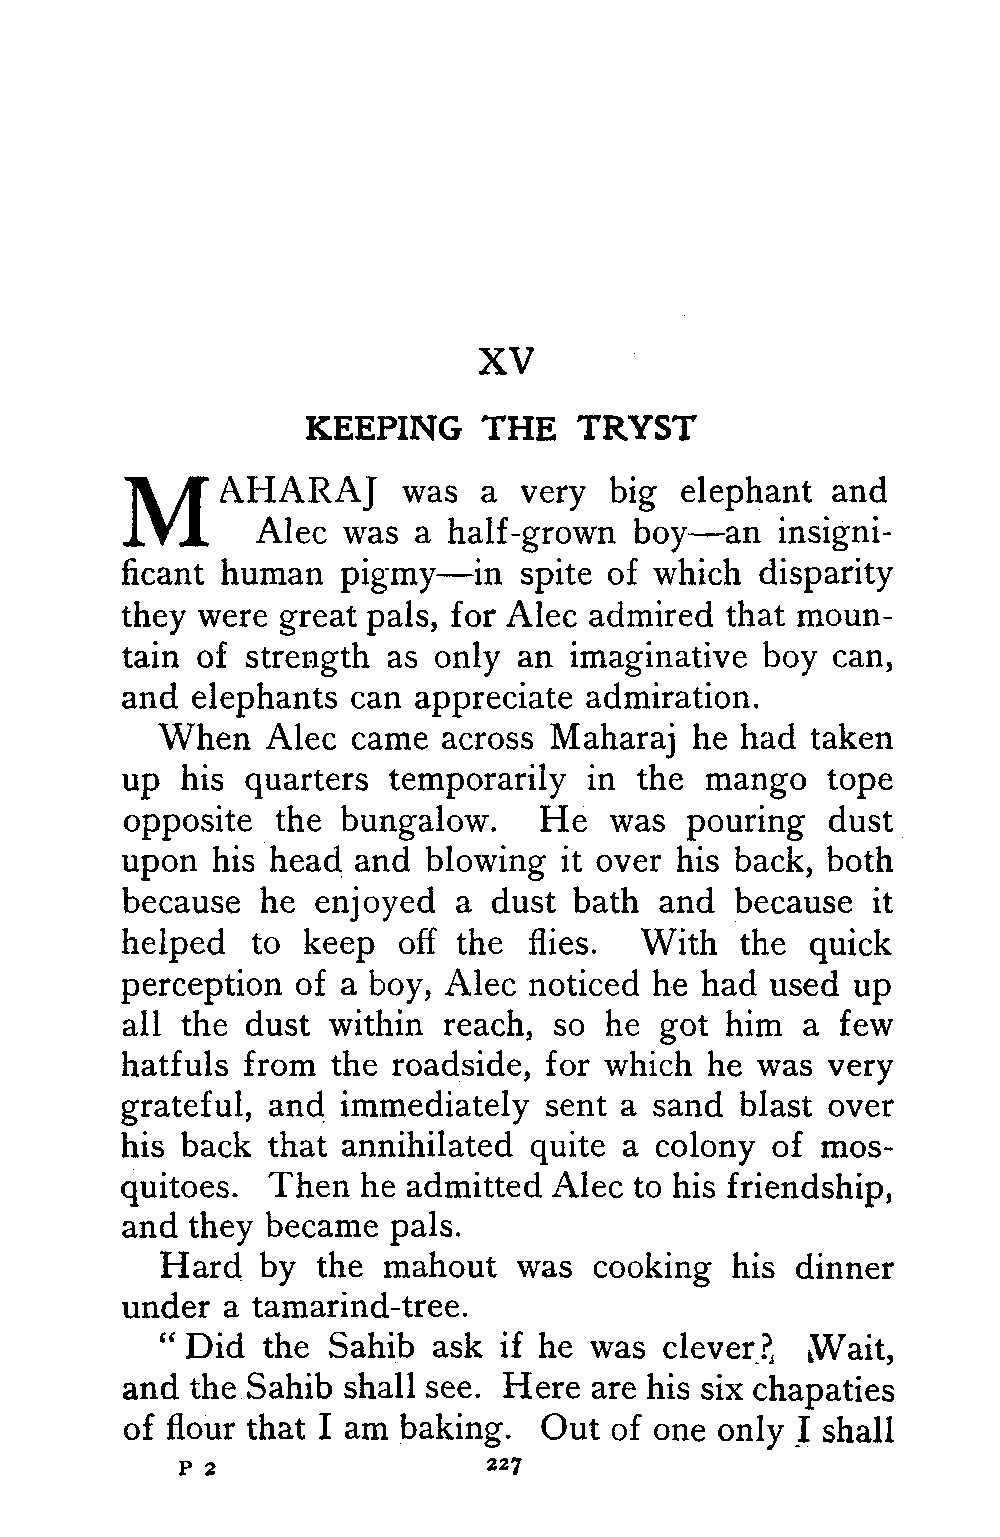 XV
KEEPING THE TRYST
MAHARAJ was a very big elephant and
Alec was a half-grown boy—an insigni-
ficant human pigmy—in spite of which disparity
they were great pals, for Alec admired that moun-
tain of strength as only an imaginative boy can,
and elephants can appreciate admiration.
When Alec came across Maharaj he had taken
up his quarters temporarily in the mango tope
opposite the bungalow. He was pouring dust
upon his head and blowing it over his back, both
because he enjoyed a dust bath and because it
helped to keep off the flies. With the quick
perception of a boy, Alec noticed he had used up
all the dust within reach, so he got him a few
hatfuls from the roadside, for which he was very
grateful, and immediately sent a sand blast over
his back that annihilated quite a colony of mos-
quitoes. Then he admitted Alec to his friendship,
and they became pals.
Hard by the mahout was cooking his dinner
under a tamarind-tree.
“Did the Sahib ask if he was clever? Wait,
and the Sahib shall see. Here are his six chapaties
of flour that I am baking. Out of one only I shall
P 2 227